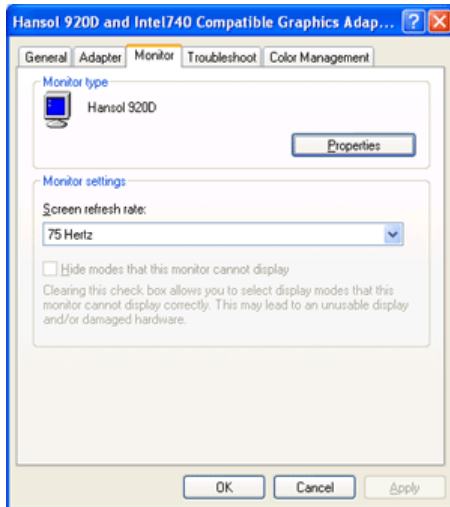 Hansol 920D and Intel740 Compatible Graphics Adap...
General Adapter Monitor Troubleshoot Color Management
Monitor type
Hansol 920D
Properties
Monitor settings
Screen refresh rate:
75 Hertz
Hide modes that this monitor cannot display
Clearing this check box allows you to select display modes that this
monitor cannot display correctly. This may lead to an unusable display
and/or damaged hardware.
OK Cancel Apply